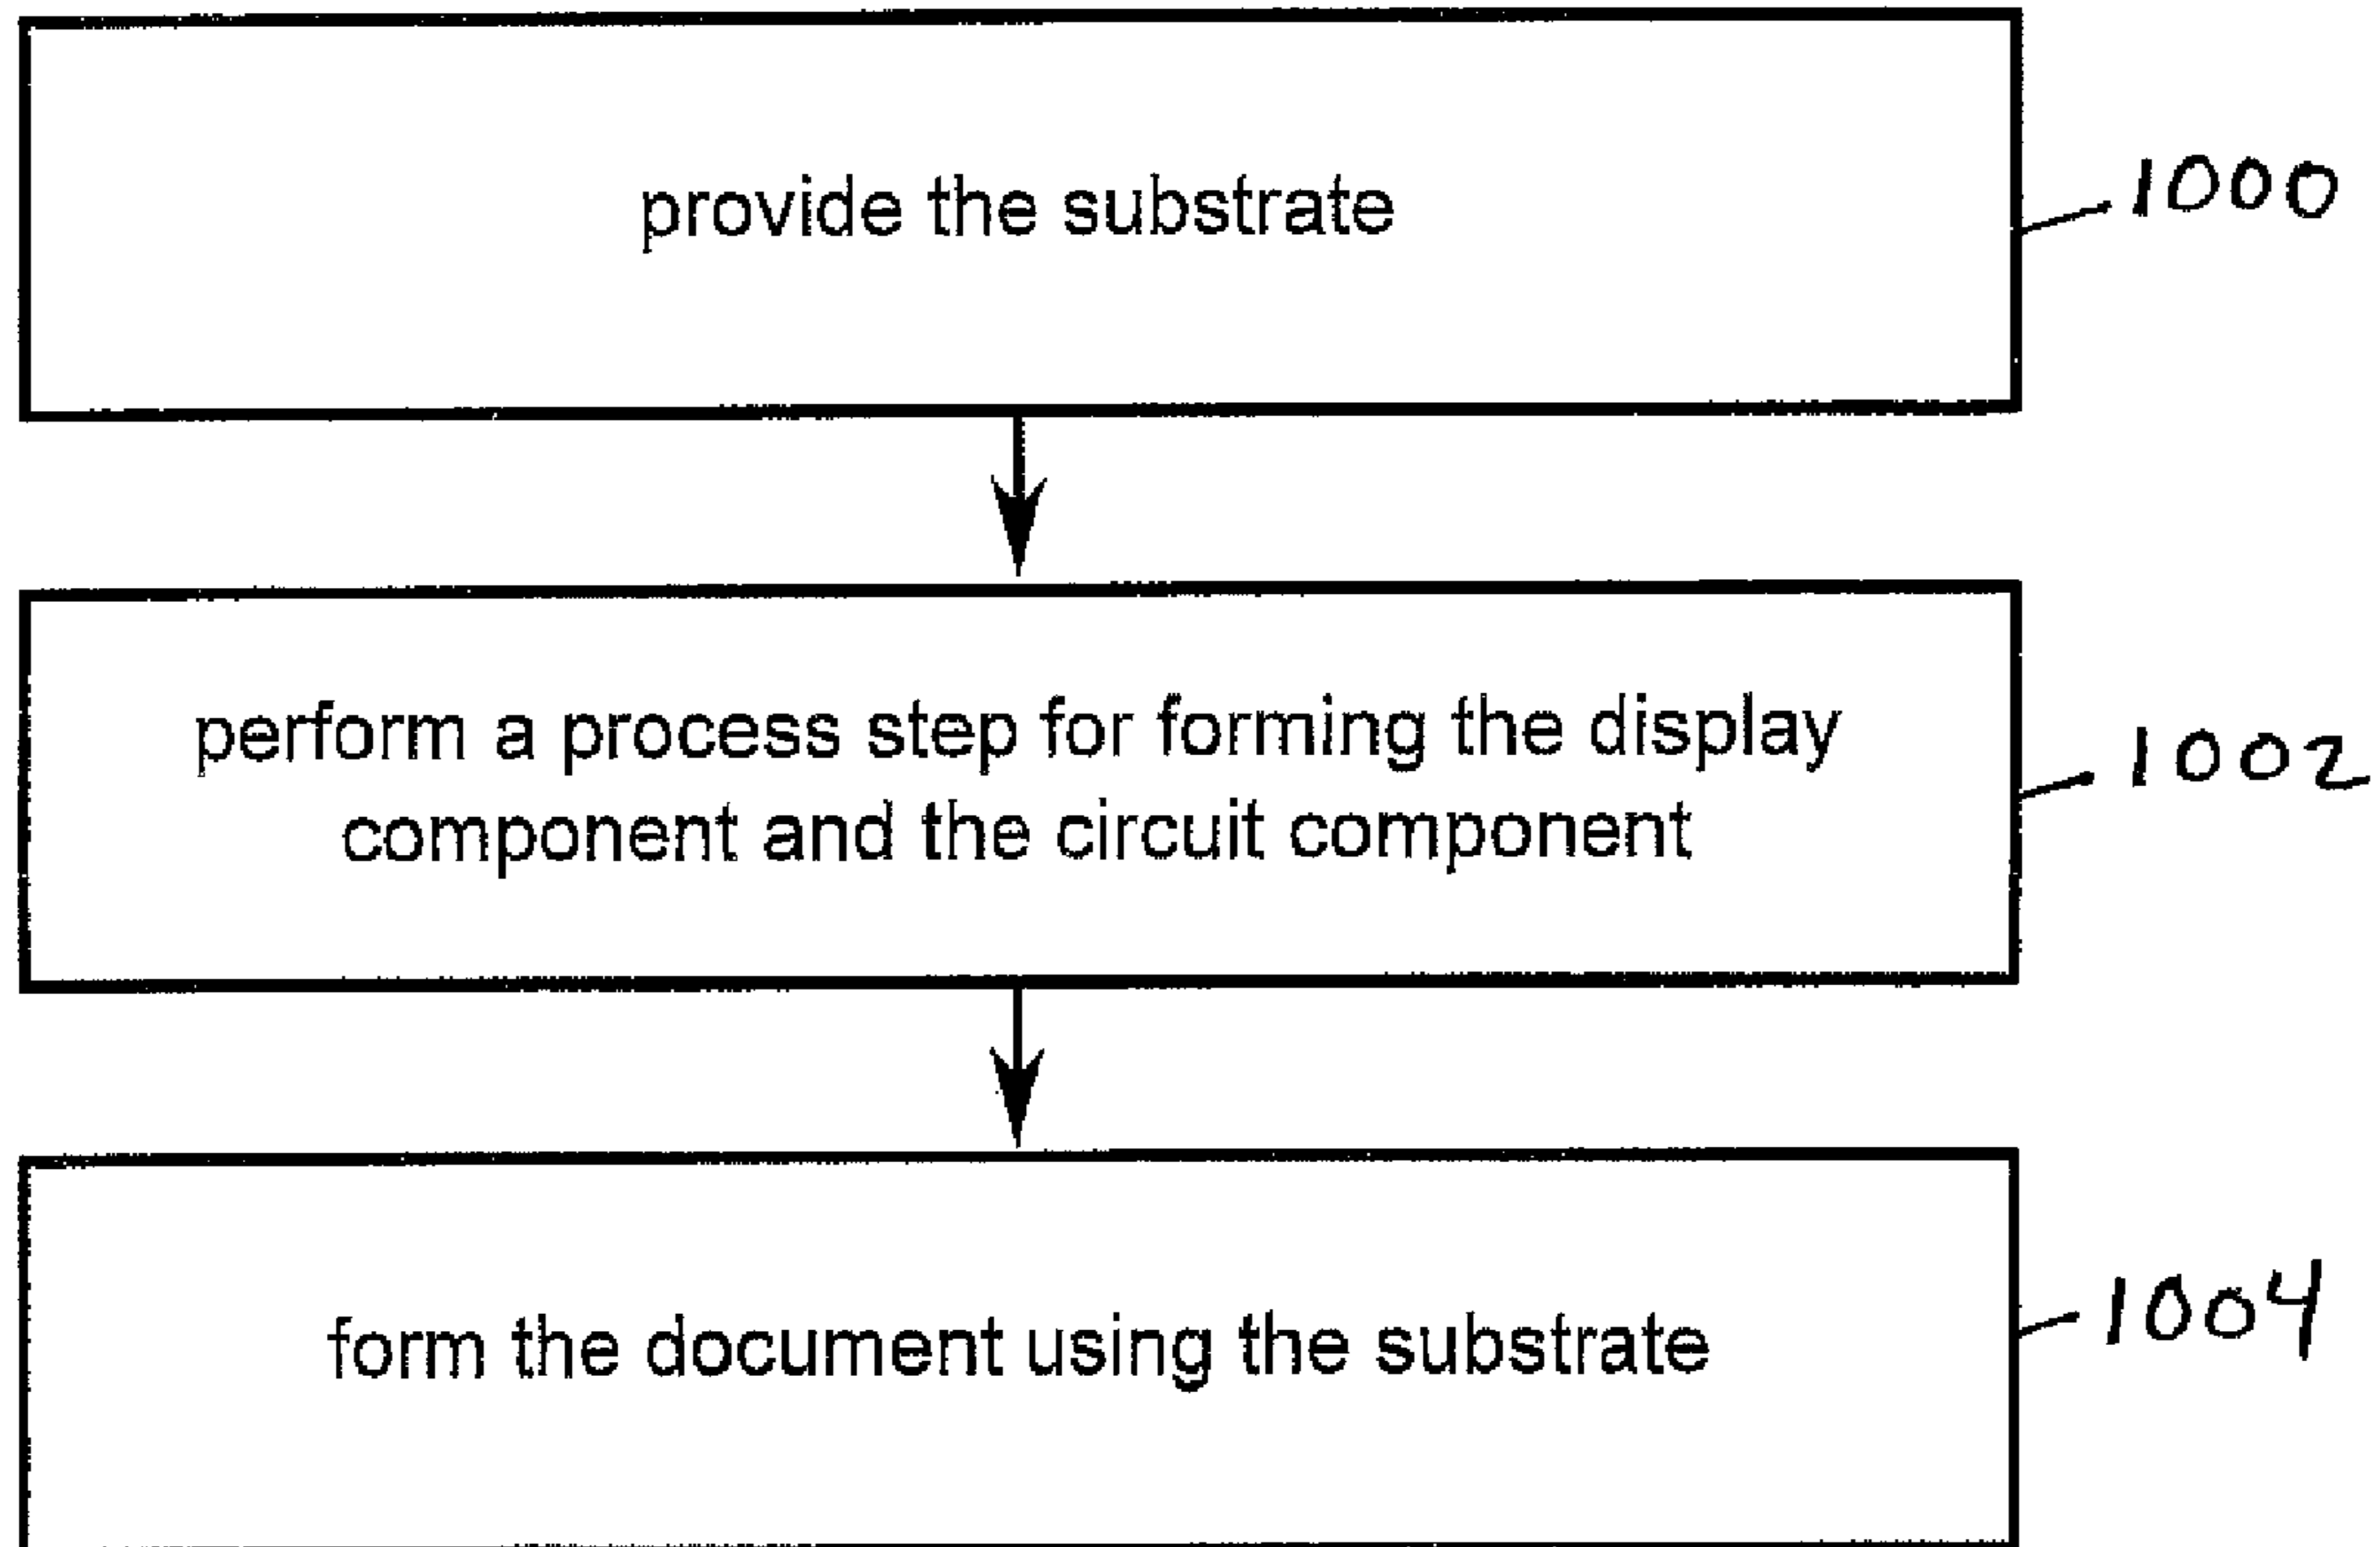 provide the substrate
1000
perform a process step for forming the display
component and the circuit component
1002
form the document using the substrate
1004